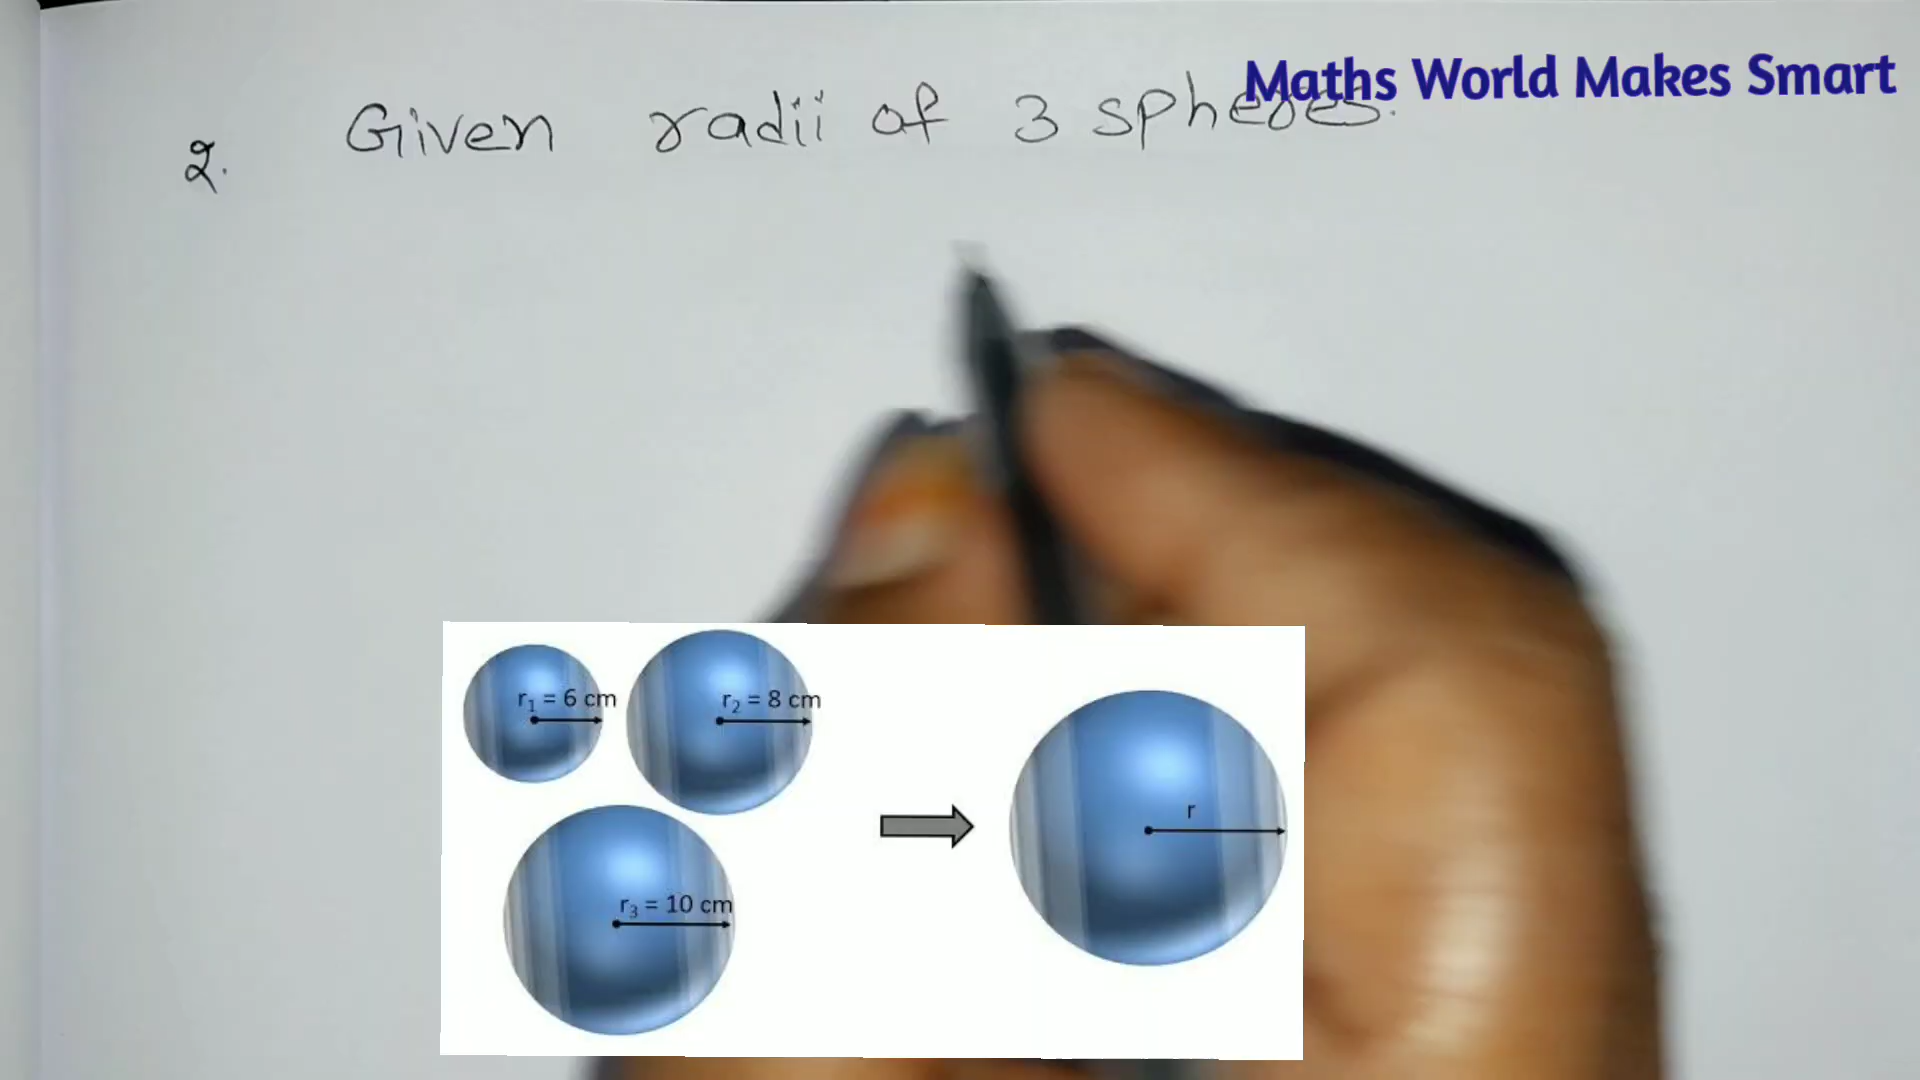 Maths World Makes Smart
2. Given radii of 3 spheres.
r₁ = 6 cm
r₂ = 8 cm
r₃ = 10 cm
r